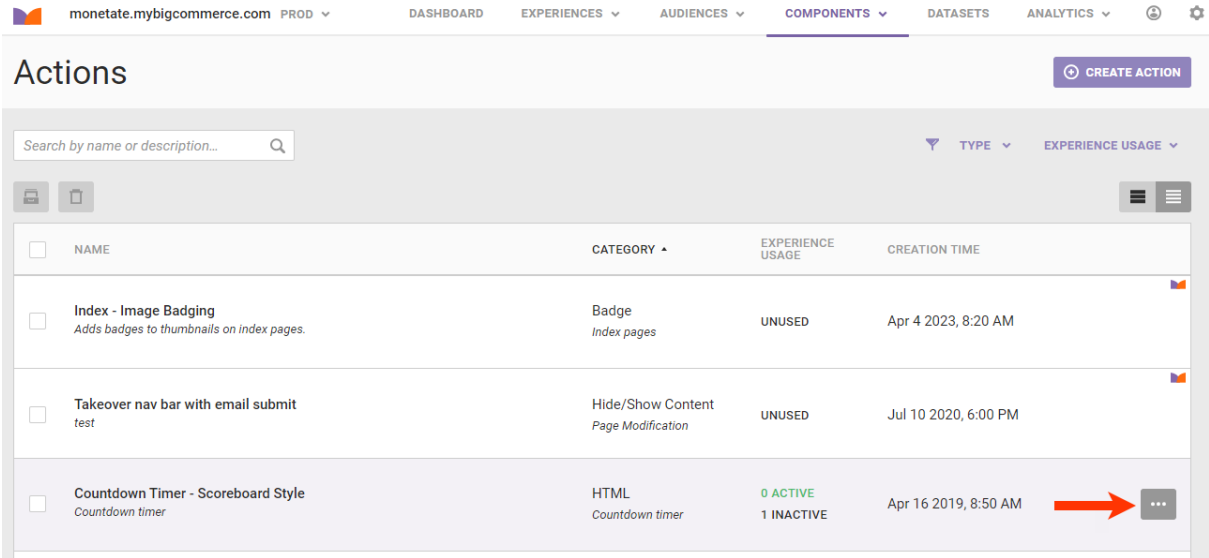 monetate.mybigcommerce.com PROD DASHBOARD EXPERIENCES AUDIENCES COMPONENTS DATASETS ANALYTICS
Actions
CREATE ACTION
Search by name or description...
TYPE EXPERIENCE USAGE
NAME CATEGORY EXPERIENCE USAGE CREATION TIME
Index - Image Badging
Adds badges to thumbnails on index pages.
Badge
Index pages
UNUSED
Apr 4 2023, 8:20 AM
Takeover nav bar with email submit
test
Hide/Show Content
Page Modification
UNUSED
Jul 10 2020, 6:00 PM
Countdown Timer - Scoreboard Style
Countdown timer
HTML
Countdown timer
0 ACTIVE
1 INACTIVE
Apr 16 2019, 8:50 AM